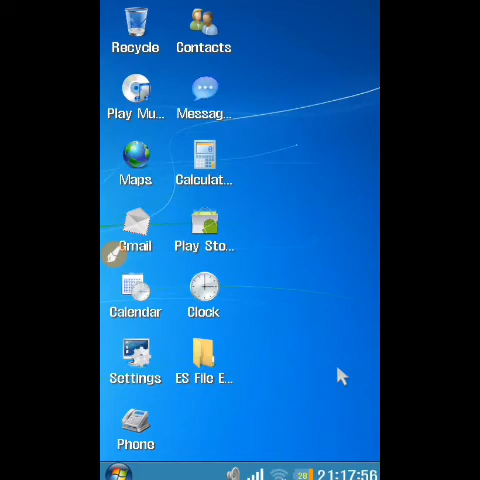 Recycle Contacts
Play Mu... Messag...
Maps Calculat...
Gmail Play Sto...
Calendar Clock
Settings ES File E...
Phone
28 21:17:56